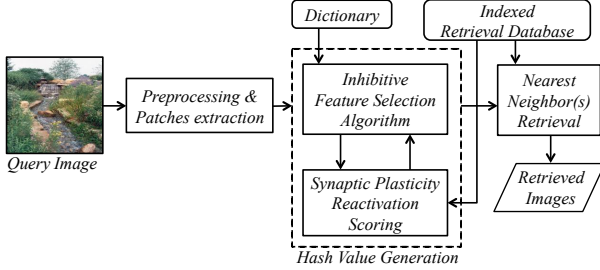 Dictionary
Indexed
Retrieval Database
Query Image
Preprocessing &
Patches extraction
Inhibitive
Feature Selection
Algorithm
Synaptic Plasticity
Reactivation
Scoring
Hash Value Generation
Nearest
Neighbor(s)
Retrieval
Retrieved
Images